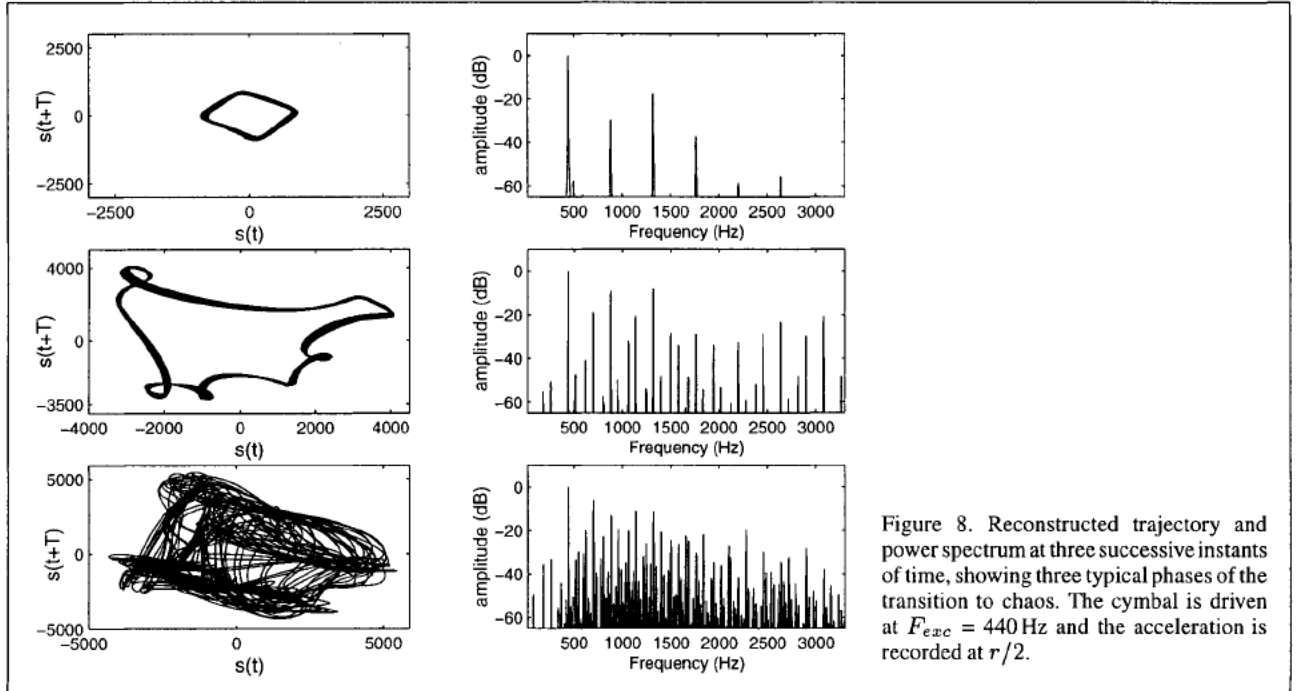 2500
0
−2500
s(t+T)
−2500 0 2500
s(t)
0
−20
−40
−60
amplitude (dB)
500 1000 1500 2000 2500 3000
Frequency (Hz)
4000
0
−3500
s(t+T)
−4000 −2000 0 2000 4000
s(t)
0
−20
−40
−60
amplitude (dB)
500 1000 1500 2000 2500 3000
Frequency (Hz)
5000
0
−5000
s(t+T)
0 5000
s(t)
0
−20
−40
−60
amplitude (dB)
500 1000 1500 2000 2500 3000
Frequency (Hz)
Figure 8. Reconstructed trajectory and
power spectrum at three successive instants
of time, showing three typical phases of the
transition to chaos. The cymbal is driven
at F_exc = 440 Hz and the acceleration is
recorded at r/2.